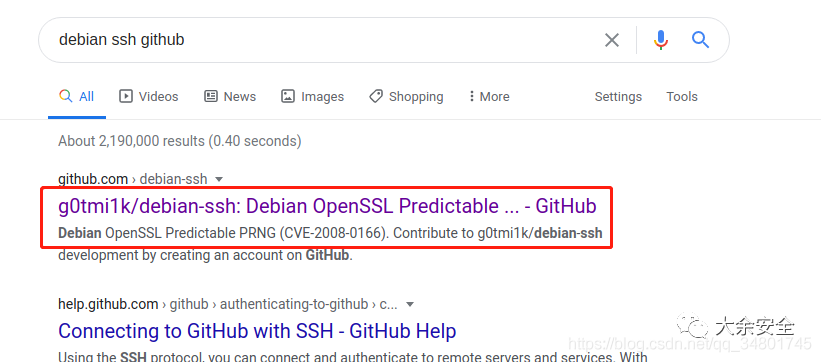 debian ssh github
All Videos News Images Shopping More Settings Tools
About 2,190,000 results (0.40 seconds)
github.com › debian-ssh
g0tmi1k/debian-ssh: Debian OpenSSL Predictable ... - GitHub
Debian OpenSSL Predictable PRNG (CVE-2008-0166). Contribute to g0tmi1k/debian-ssh
development by creating an account on GitHub.
help.github.com › github › authenticating-to-github › c...
Connecting to GitHub with SSH - GitHub Help
Using the SSH protocol, you can connect and authenticate to remote servers and services. With
大余安全
https://blog.csdn.net/qq_34801745